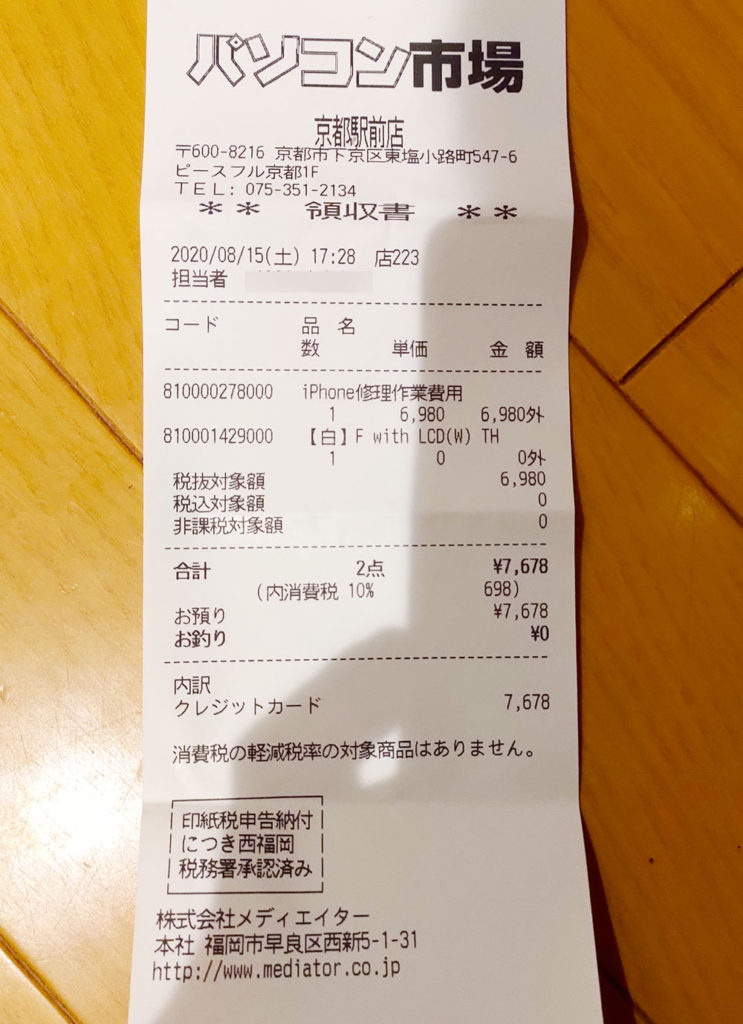 パソコン市場
京都駅前店
〒600-8216 京都市下京区東塩小路町547-6
ピースフル京都1F
TEL: 075-351-2134
** 領収書 **
2020/08/15(土) 17:28 店223
担当者
コード 品 名
数 単価 金 額
810000278000 iPhone修理作業費用
1 6,980 6,980外
810001429000 【白】F with LCD(W) TH
1 0 0外
税抜対象額 6,980
税込対象額 0
非課税対象額 0
合計 2点 ¥7,678
(内消費税 10% 698)
お預り ¥7,678
お釣り ¥0
内訳
クレジットカード 7,678
消費税の軽減税率の対象商品はありません。
印紙税申告納付
につき西福岡
税務署承認済み
株式会社メディエイター
本社 福岡市早良区西新5-1-31
http://www.mediator.co.jp